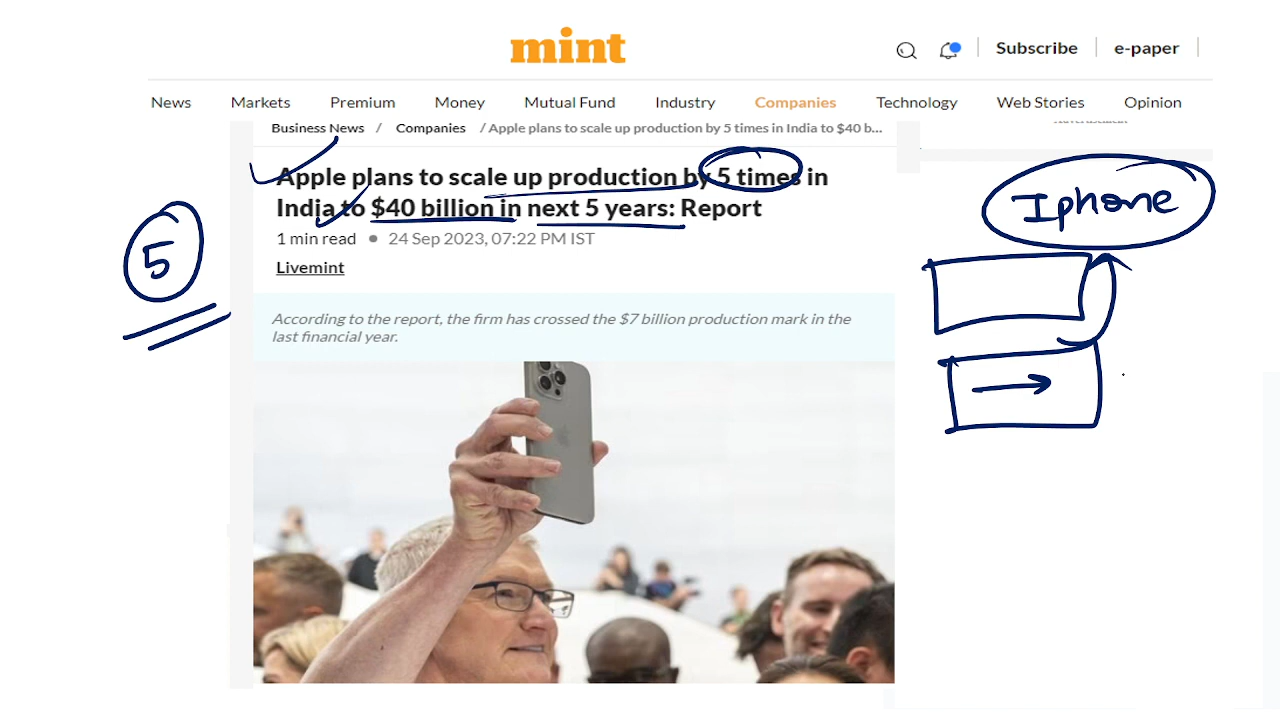 mint
Subscribe
e-paper
News Markets Premium Money Mutual Fund Industry Companies Technology Web Stories Opinion
Business News / Companies / Apple plans to scale up production by 5 times in India to $40 b...
Apple plans to scale up production by 5 times in
India to $40 billion in next 5 years: Report
1 min read • 24 Sep 2023, 07:22 PM IST
Livemint
According to the report, the firm has crossed the $7 billion production mark in the
last financial year.
5
Iphone